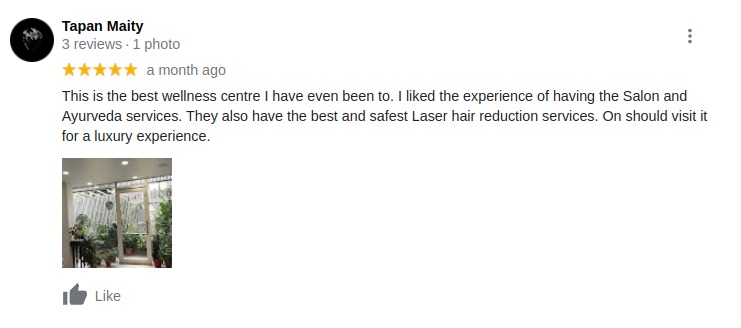 Tapan Maity
3 reviews · 1 photo
a month ago
This is the best wellness centre I have even been to. I liked the experience of having the Salon and
Ayurveda services. They also have the best and safest Laser hair reduction services. On should visit it
for a luxury experience.
Like